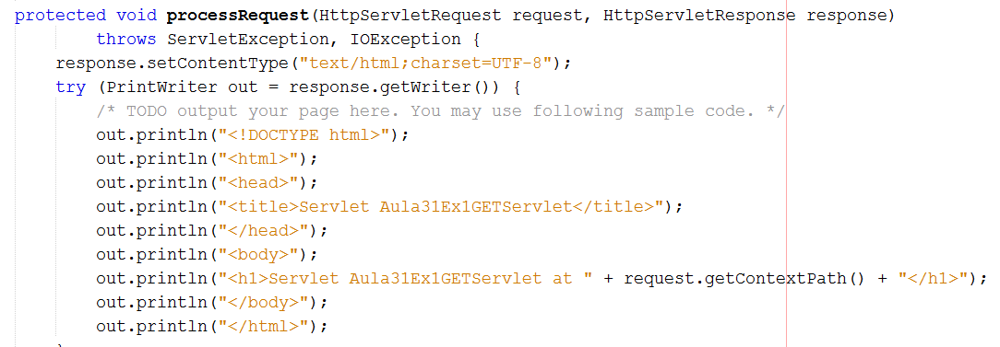 protected void processRequest(HttpServletRequest request, HttpServletResponse response)
throws ServletException, IOException {
response.setContentType("text/html;charset=UTF-8");
try (PrintWriter out = response.getWriter()) {
/* TODO output your page here. You may use following sample code. */
out.println("<!DOCTYPE html>");
out.println("<html>");
out.println("<head>");
out.println("<title>Servlet Aula31Ex1GETServlet</title>");
out.println("</head>");
out.println("<body>");
out.println("<h1>Servlet Aula31Ex1GETServlet at " + request.getContextPath() + "</h1>");
out.println("</body>");
out.println("</html>");